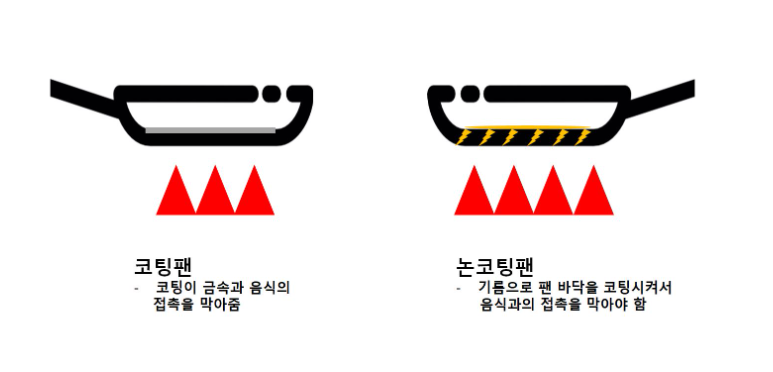 코팅팬
- 코팅이 금속과 음식의
접촉을 막아줌
논코팅팬
- 기름으로 팬 바닥을 코팅시켜서
음식과의 접촉을 막아야 함